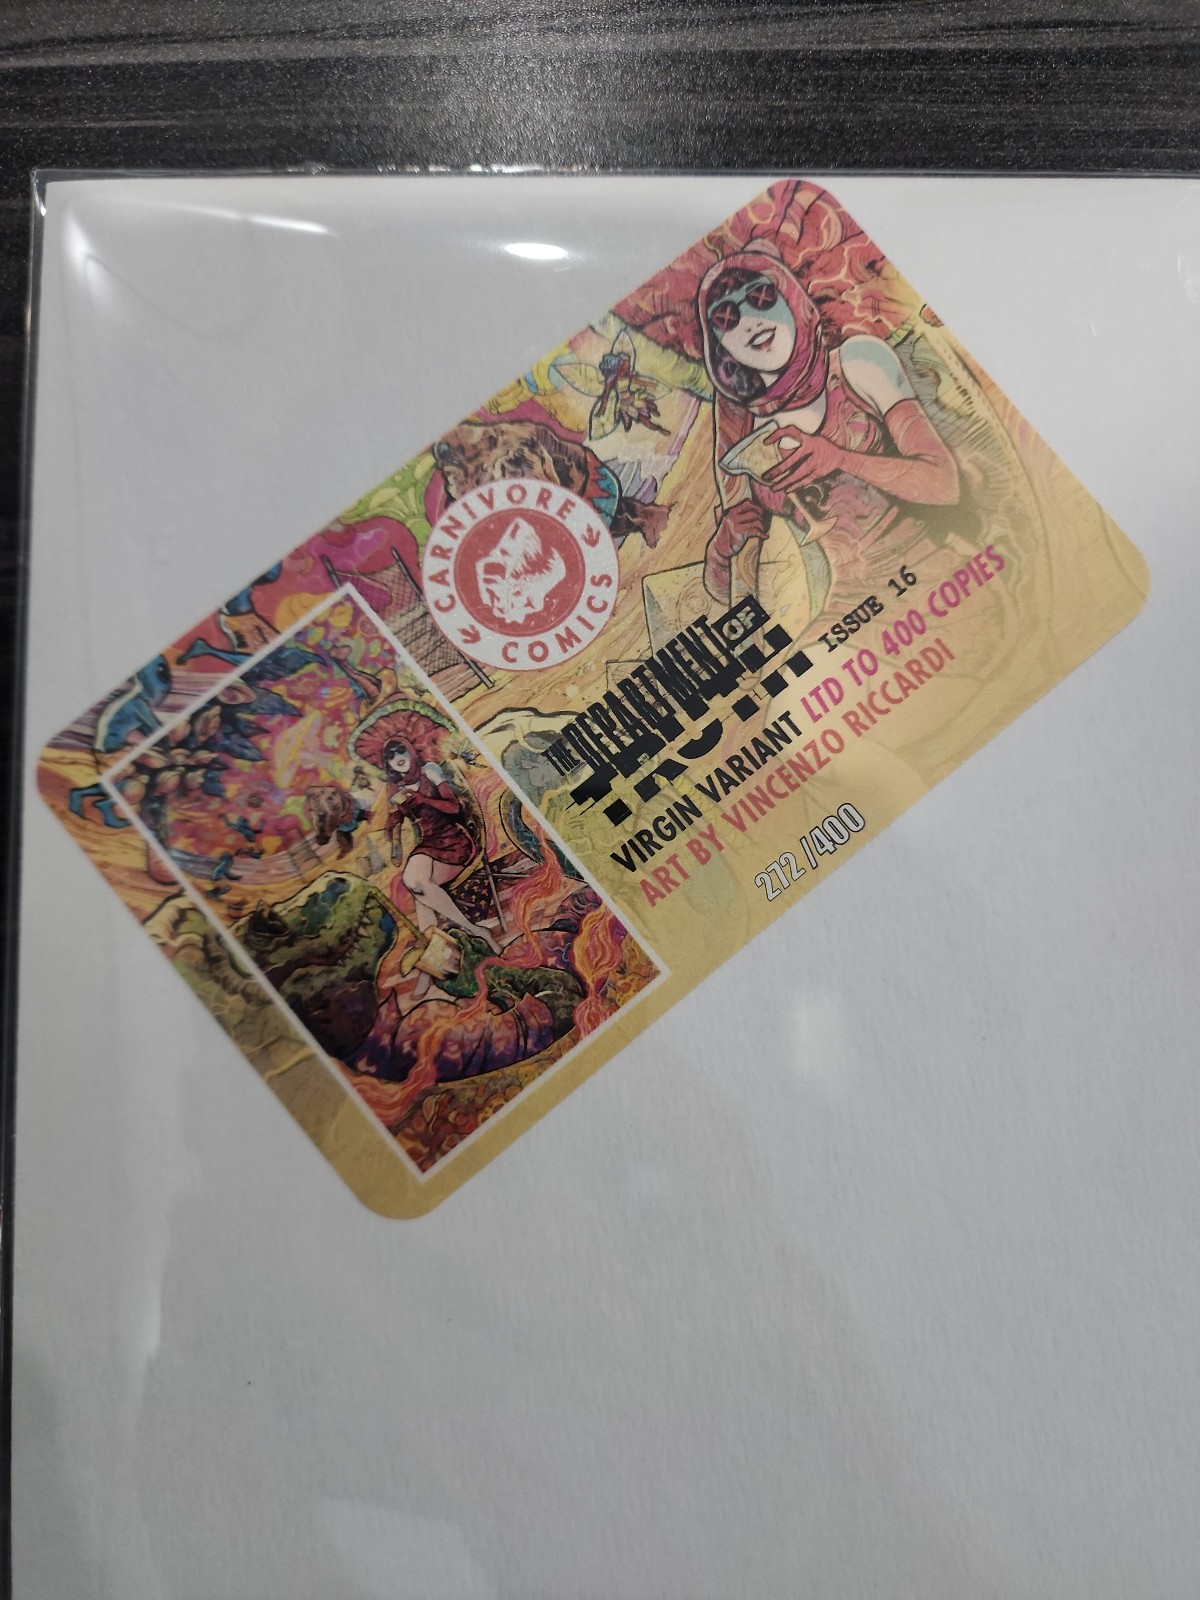 CARNIVORE
COMICS
THE DEPARTMENT OF
TRUTH
ISSUE 16
VIRGIN VARIANT LTD TO 400 COPIES
ART BY VINCENZO RICCARDI
272/400